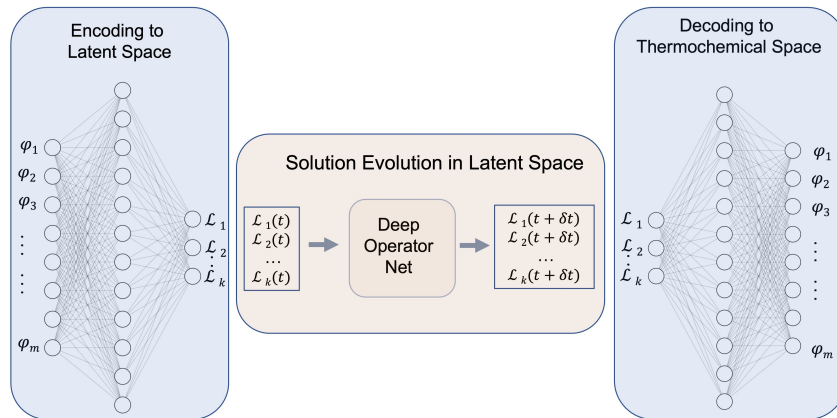 Encoding to
Latent Space
φ₁
φ₂
φ₃
⋮
⋮
φₘ
ℒ₁
ℒ₂
⋮
ℒₖ
Solution Evolution in Latent Space
ℒ₁(t)
ℒ₂(t)
...
ℒₖ(t)
Deep
Operator
Net
ℒ₁(t + δt)
ℒ₂(t + δt)
...
ℒₖ(t + δt)
Decoding to
Thermochemical Space
ℒ₁
ℒ₂
⋮
ℒₖ
φ₁
φ₂
φ₃
⋮
⋮
φₘ